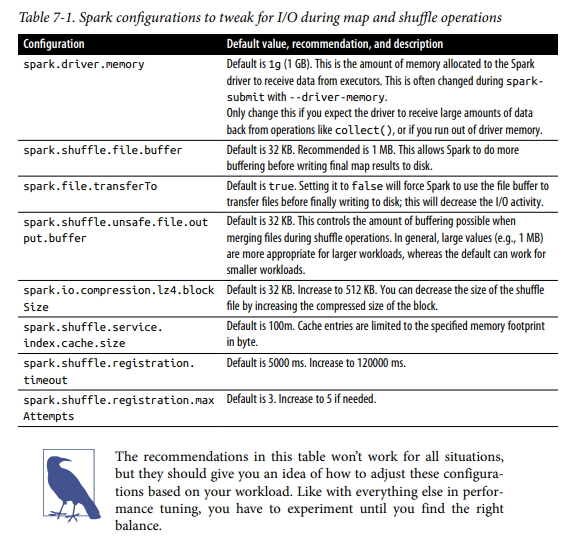 Table 7-1. Spark configurations to tweak for I/O during map and shuffle operations
Configuration Default value, recommendation, and description
spark.driver.memory Default is 1g (1 GB). This is the amount of memory allocated to the Spark
driver to receive data from executors. This is often changed during spark-
submit with --driver-memory.
Only change this if you expect the driver to receive large amounts of data
back from operations like collect(), or if you run out of driver memory.
spark.shuffle.file.buffer Default is 32 KB. Recommended is 1 MB. This allows Spark to do more
buffering before writing final map results to disk.
spark.file.transferTo Default is true. Setting it to false will force Spark to use the file buffer to
transfer files before finally writing to disk; this will decrease the I/O activity.
spark.shuffle.unsafe.file.out Default is 32 KB. This controls the amount of buffering possible when
put.buffer merging files during shuffle operations. In general, large values (e.g., 1 MB)
are more appropriate for larger workloads, whereas the default can work for
smaller workloads.
spark.io.compression.lz4.block Default is 32 KB. Increase to 512 KB. You can decrease the size of the shuffle
Size file by increasing the compressed size of the block.
spark.shuffle.service. Default is 100m. Cache entries are limited to the specified memory footprint
index.cache.size in byte.
spark.shuffle.registration. Default is 5000 ms. Increase to 120000 ms.
timeout
spark.shuffle.registration.max Default is 3. Increase to 5 if needed.
Attempts
The recommendations in this table won't work for all situations,
but they should give you an idea of how to adjust these configura-
tions based on your workload. Like with everything else in perfor-
mance tuning, you have to experiment until you find the right
balance.